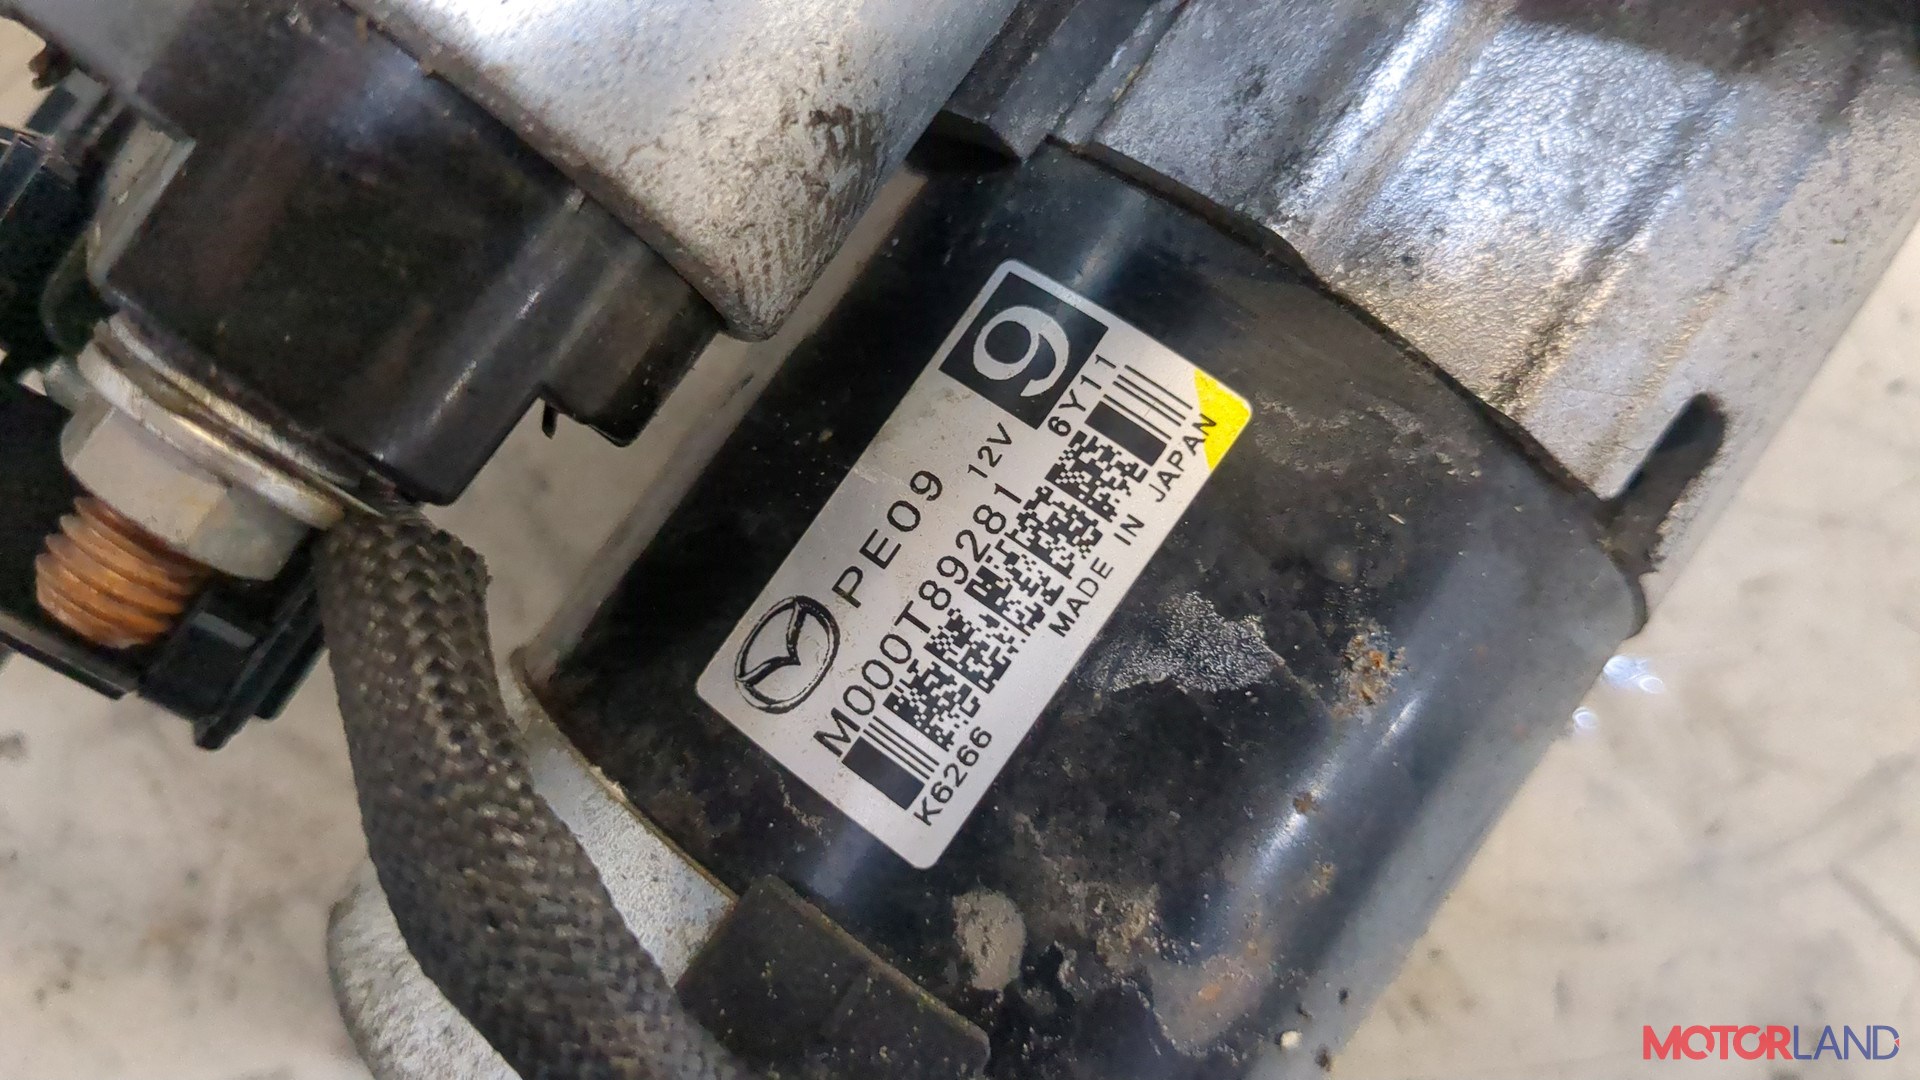 9
PE09 12V 6Y11
M000T89281
K6266 MADE IN JAPAN
MOTORLAND